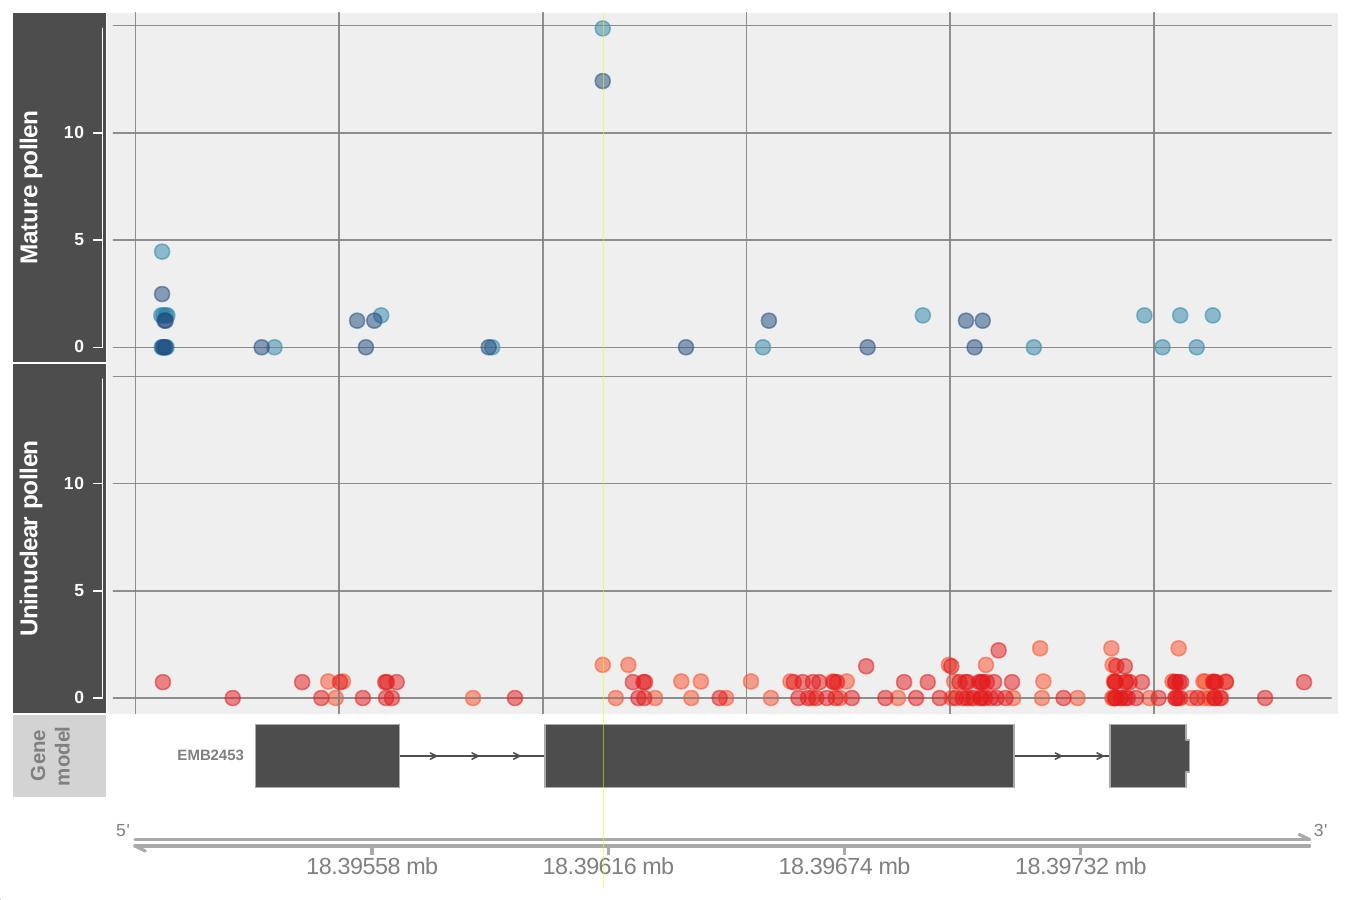 Mature pollen
10
5
0
Uninuclear pollen
10
5
0
Gene
model
EMB2453
5'
3'
18.39558 mb
18.39616 mb
18.39674 mb
18.39732 mb